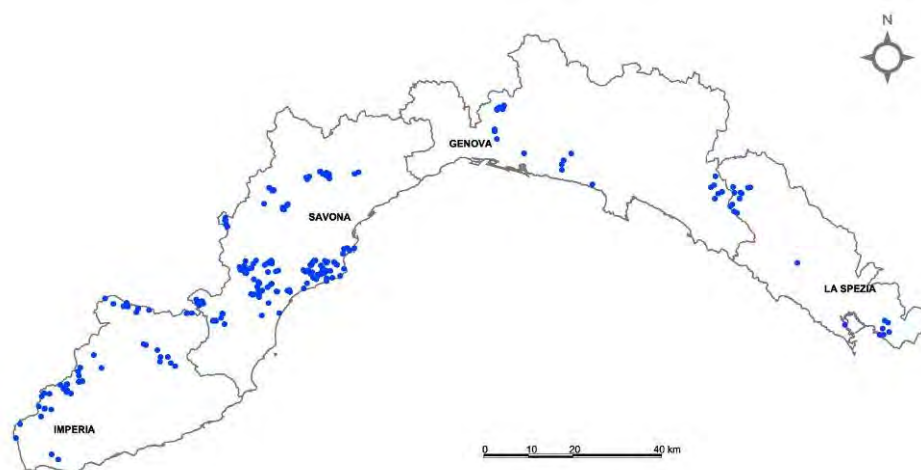 N
GENOVA
SAVONA
LA SPEZIA
IMPERIA
0 10 20 40 km